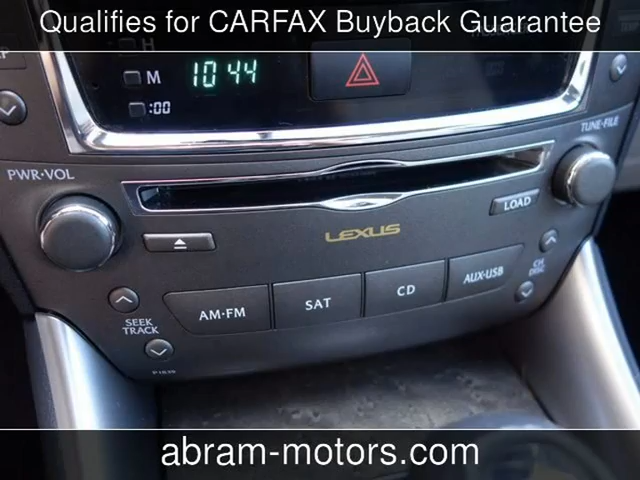 Qualifies for CARFAX Buyback Guarantee
H
M
10 44
:00
TUNE·FILE
PWR·VOL
LOAD
LEXUS
AM·FM
SAT
CD
AUX·USB
CH
DISC
SEEK
TRACK
P1839
abram-motors.com